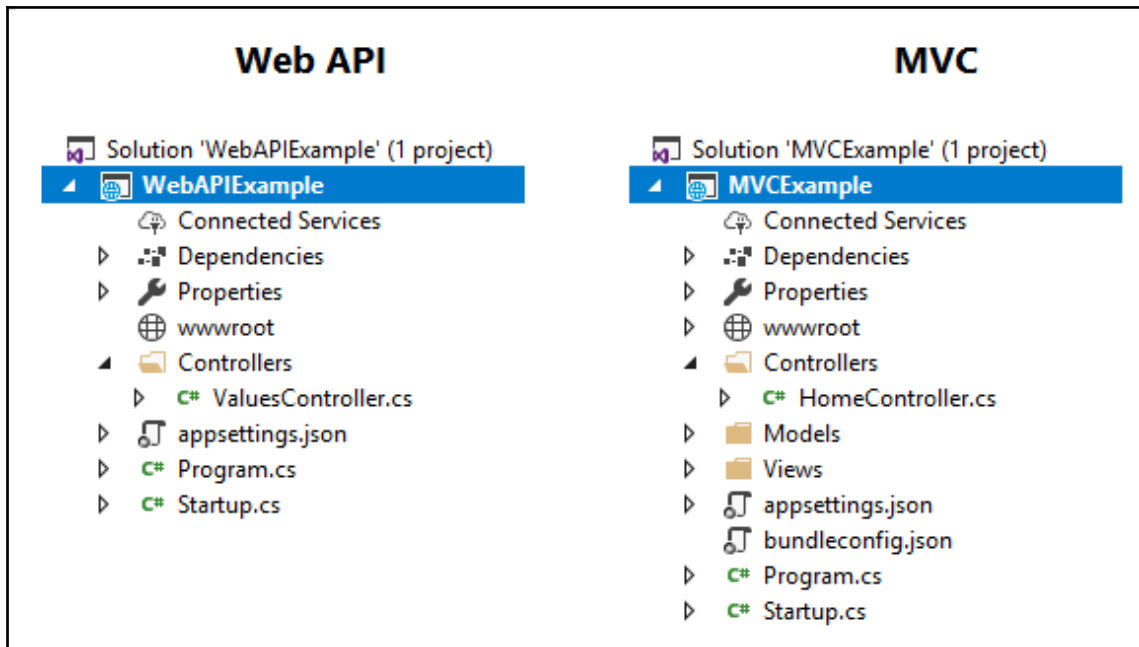 Web API
Solution 'WebAPIExample' (1 project)
WebAPIExample
Connected Services
Dependencies
Properties
wwwroot
Controllers
C# ValuesController.cs
appsettings.json
C# Program.cs
C# Startup.cs
MVC
Solution 'MVCExample' (1 project)
MVCExample
Connected Services
Dependencies
Properties
wwwroot
Controllers
C# HomeController.cs
Models
Views
appsettings.json
bundleconfig.json
C# Program.cs
C# Startup.cs